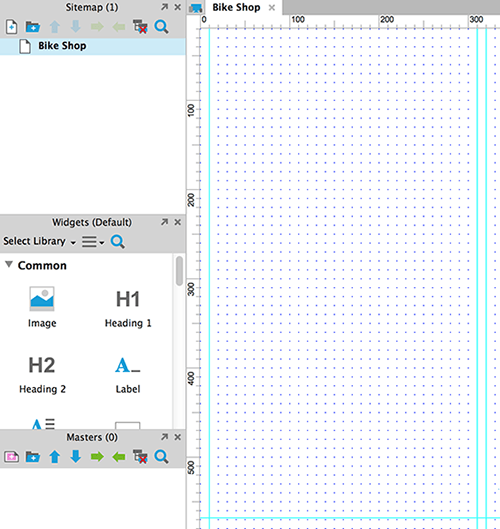 Sitemap (1)
Bike Shop
Widgets (Default)
Select Library
Common
Image
H1
Heading 1
H2
Heading 2
A_
Label
A
Masters (0)
Bike Shop
0
100
200
300
100
200
300
400
500